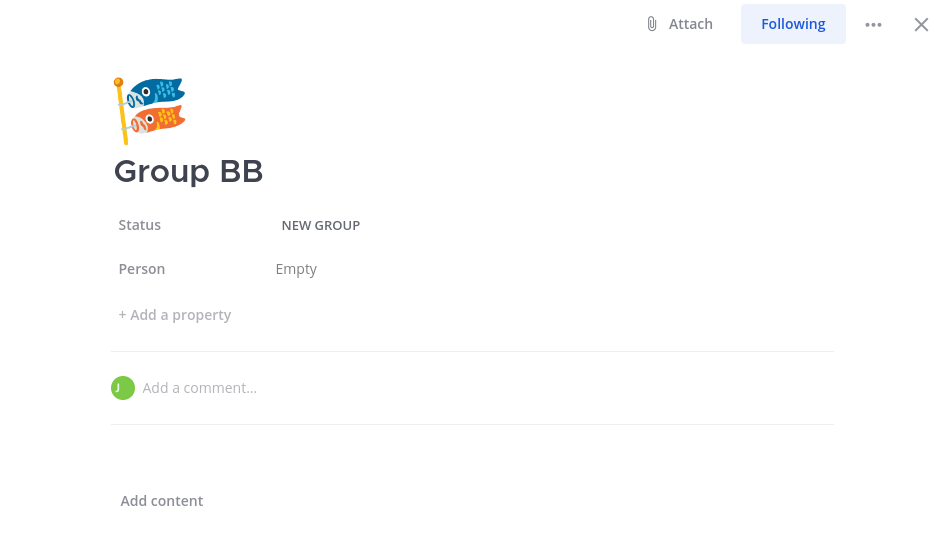 Attach
Following
Group BB
Status NEW GROUP
Person Empty
+ Add a property
J Add a comment...
Add content